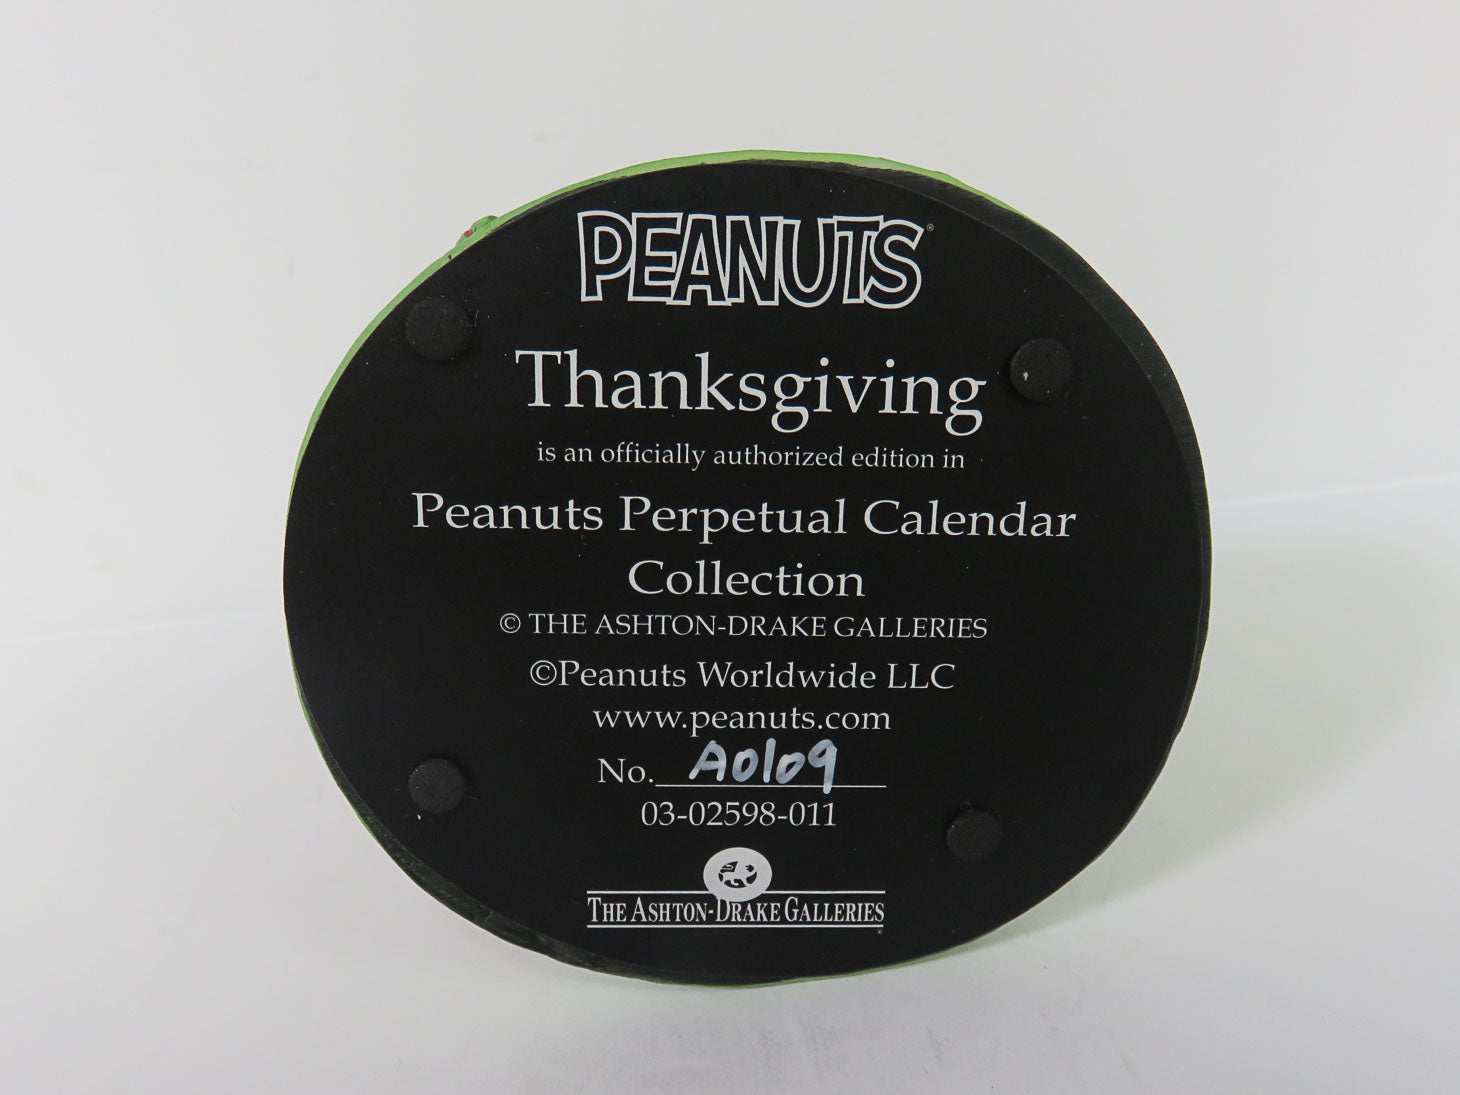 PEANUTS®
Thanksgiving
is an officially authorized edition in
Peanuts Perpetual Calendar
Collection
© THE ASHTON-DRAKE GALLERIES
©Peanuts Worldwide LLC
www.peanuts.com
No. A0109
03-02598-011
THE ASHTON-DRAKE GALLERIES